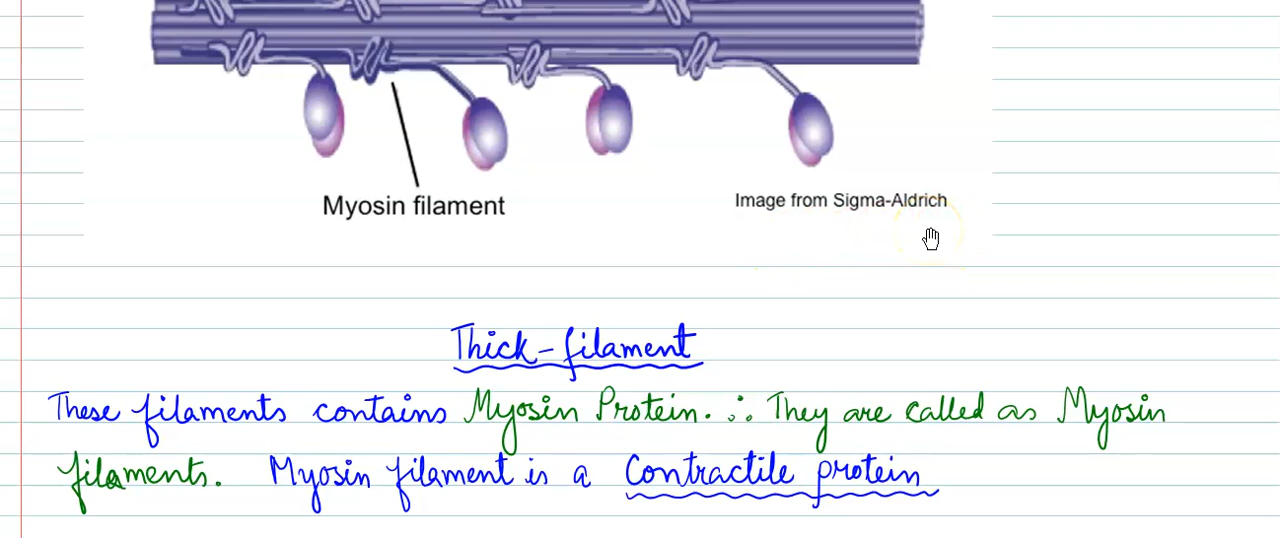 Myosin filament
Image from Sigma-Aldrich
Thick-filament
These filaments contains Myosin Protein. ∴ They are called as Myosin
filaments. Myosin filament is a Contractile protein